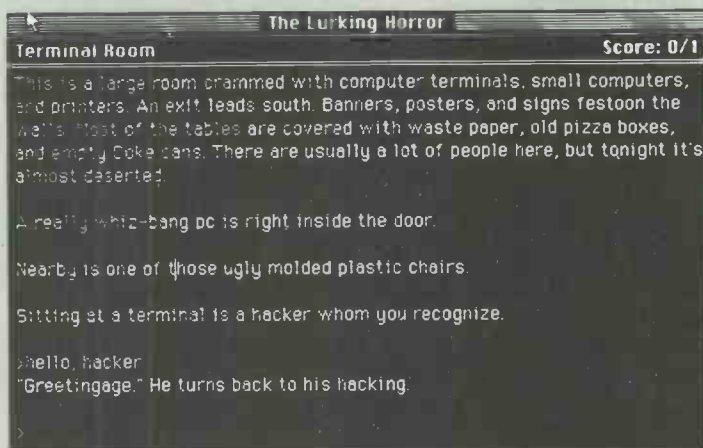 The Lurking Horror
Terminal Room Score: 0/1
This is a large room crammed with computer terminals, small computers,
and printers. An exit leads south. Banners, posters, and signs festoon the
walls. Most of the tables are covered with waste paper, old pizza boxes,
and empty Coke cans. There are usually a lot of people here, but tonight it's
almost deserted.
A really whiz-bang pc is right inside the door.
Nearby is one of those ugly molded plastic chairs.
Sitting at a terminal is a hacker whom you recognize.
>hello, hacker
"Greetingage." He turns back to his hacking.
>